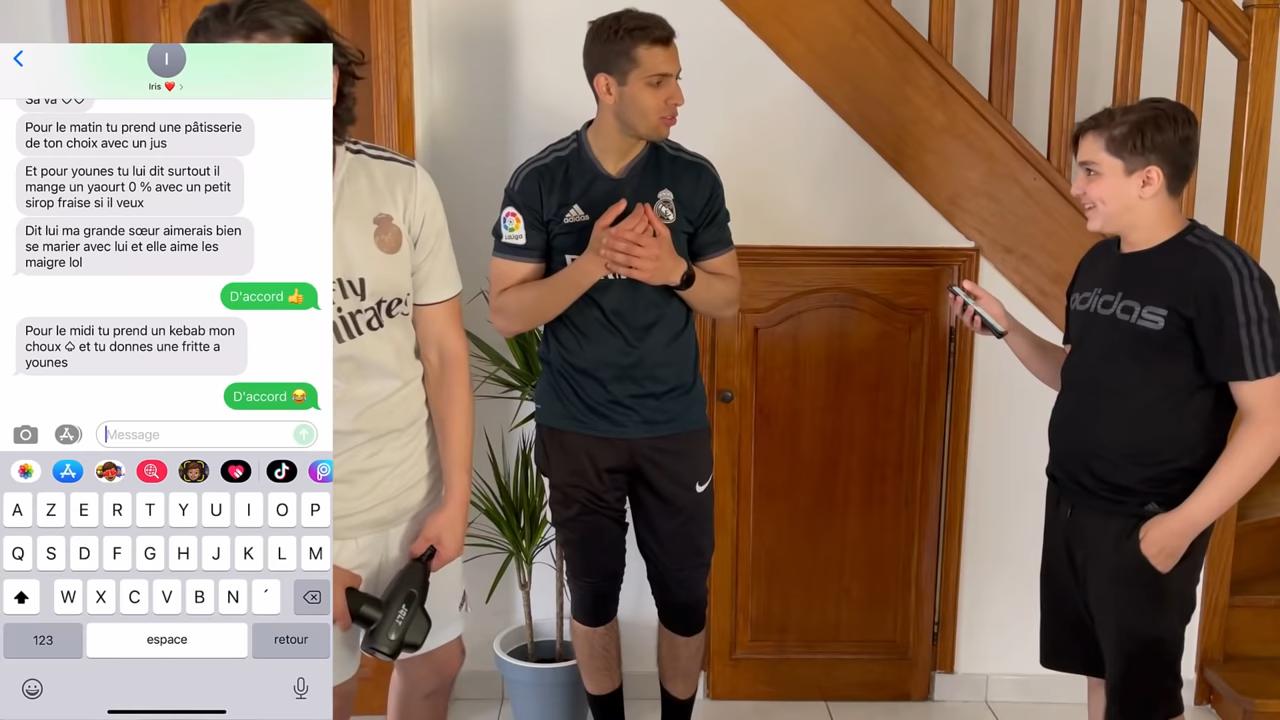 I
Iris ❤️ >
Sa va 🤍🤍
Pour le matin tu prend une pâtisserie
de ton choix avec un jus
Et pour younes tu lui dit surtout il
mange un yaourt 0 % avec un petit
sirop fraise si il veux
Dit lui ma grande sœur aimerais bien
se marier avec lui et elle aime les
maigre lol
D'accord 👍
Pour le midi tu prend un kebab mon
choux ♤ et tu donnes une fritte a
younes
D'accord 😂
Message
A Z E R T Y U I O P
Q S D F G H J K L M
W X C V B N ´
123 espace retour
Fly
Emirates
JOLT
adidas
LaLiga
adidas